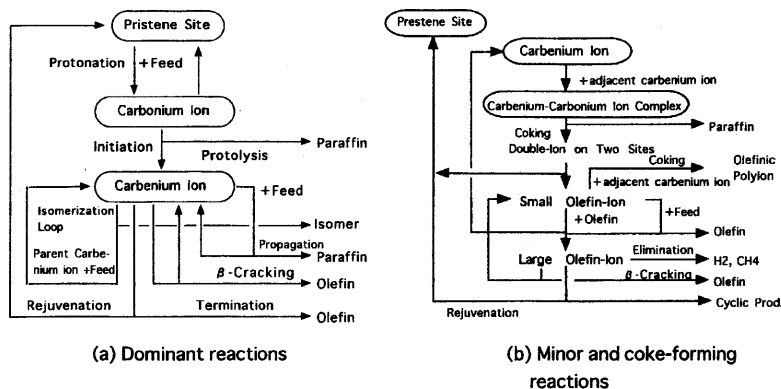 Pristene Site
Protonation
+Feed
Carbonium Ion
Initiation
Protolysis
Paraffin
Carbenium Ion
+Feed
Isomerization
Loop
Isomer
Parent Carbe-
nium ion +Feed
Propagation
Paraffin
β-Cracking
Olefin
Rejuvenation
Termination
Olefin
(a) Dominant reactions
Prestene Site
Carbenium Ion
+adjacent carbenium ion
Carbenium-Carbonium Ion Complex
Paraffin
Coking
Double-Ion on Two Sites
Coking
Olefinic
PolyIon
+adjacent carbenium ion
Small Olefin-Ion
+Olefin
+Feed
Olefin
Large Olefin-Ion
Elimination
H2, CH4
β-Cracking
Olefin
Cyclic Prod
Rejuvenation
(b) Minor and coke-forming
reactions